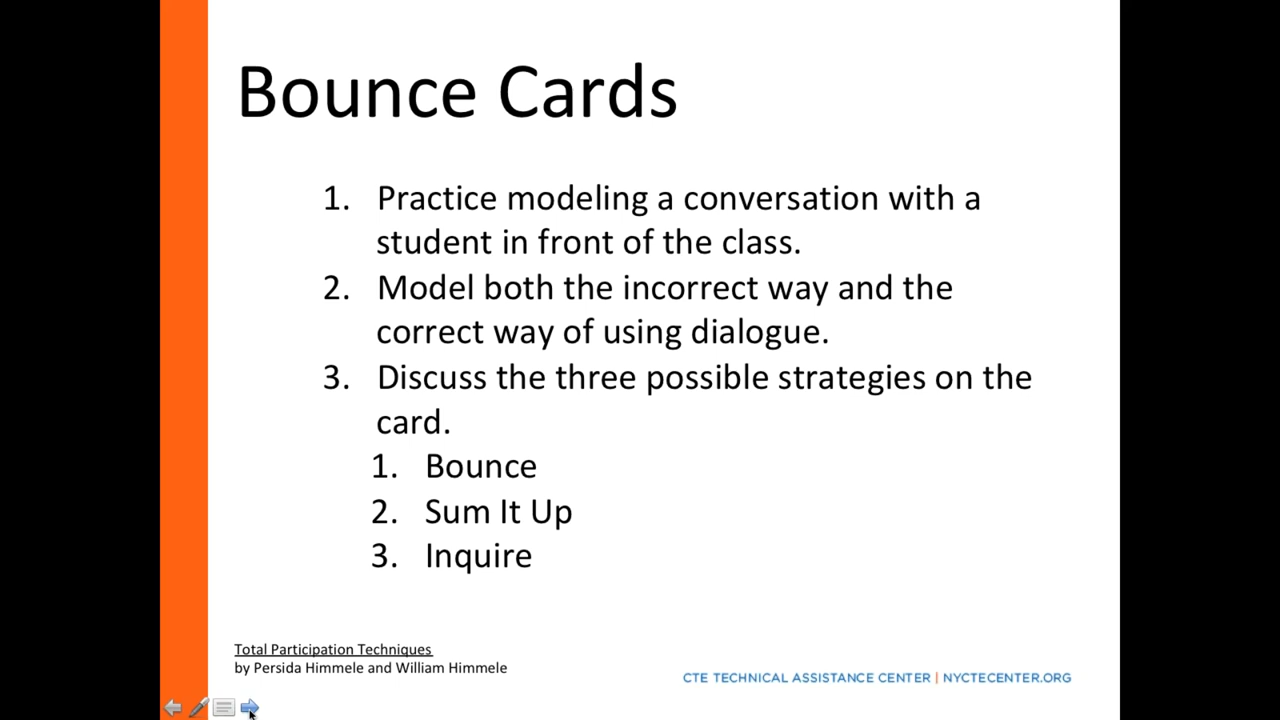 Bounce Cards
1. Practice modeling a conversation with a
student in front of the class.
2. Model both the incorrect way and the
correct way of using dialogue.
3. Discuss the three possible strategies on the
card.
1. Bounce
2. Sum It Up
3. Inquire
Total Participation Techniques
by Persida Himmele and William Himmele
CTE TECHNICAL ASSISTANCE CENTER | NYCTECENTER.ORG